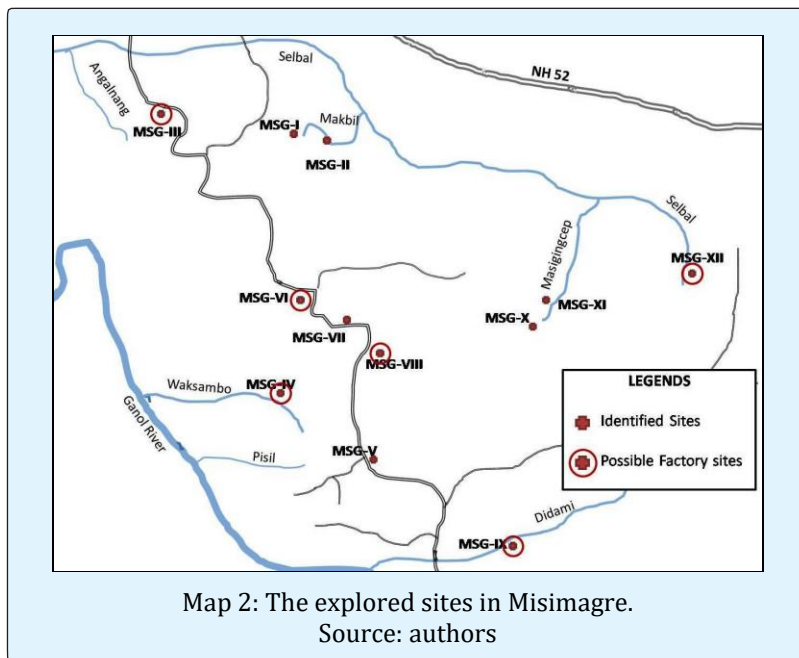 Selbal
NH 52
Angalnang
MSG-III
MSG-I
Makbil
MSG-II
Selbal
Masigingcep
MSG-XII
MSG-VI
MSG-XI
MSG-X
MSG-VII
MSG-VIII
Waksambo
MSG-IV
Ganol River
Pisil
MSG-V
LEGENDS
Identified Sites
Possible Factory sites
Didami
MSG-IX
Map 2: The explored sites in Misimagre.
Source: authors